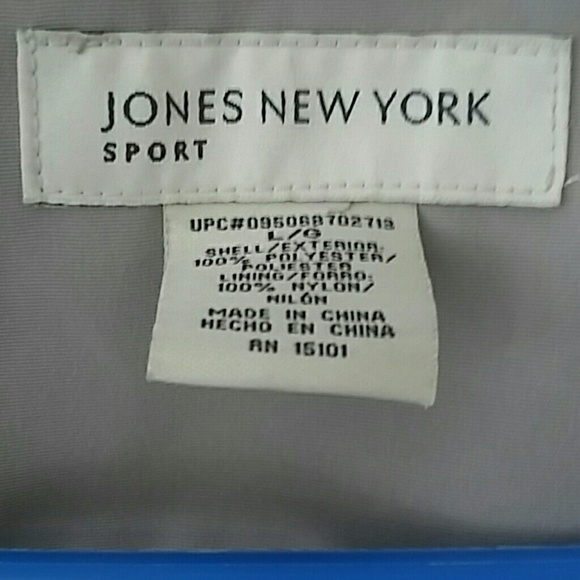 JONES NEW YORK
SPORT
UPC#095068702713
L/G
SHELL/EXTERIOR:
100% POLYESTER/
POLIESTER
LINING/FORRO:
100% NYLON/
NILÓN
MADE IN CHINA
HECHO EN CHINA
RN 15101